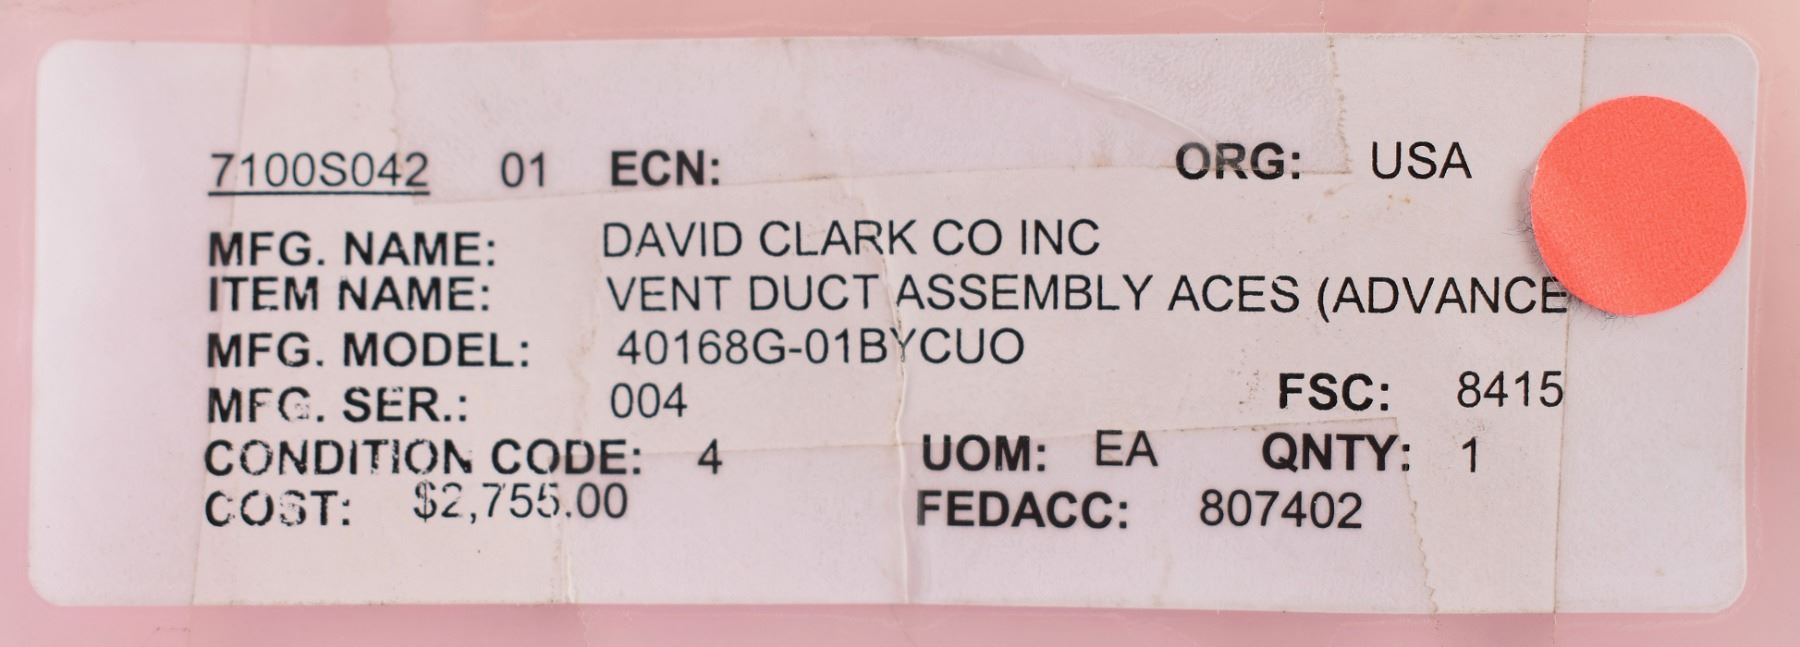 7100S042 01 ECN: ORG: USA
MFG. NAME: DAVID CLARK CO INC
ITEM NAME: VENT DUCT ASSEMBLY ACES (ADVANCE
MFG. MODEL: 40168G-01BYCUO
MFG. SER.: 004 FSC: 8415
CONDITION CODE: 4 UOM: EA QNTY: 1
COST: $2,755.00 FEDACC: 807402